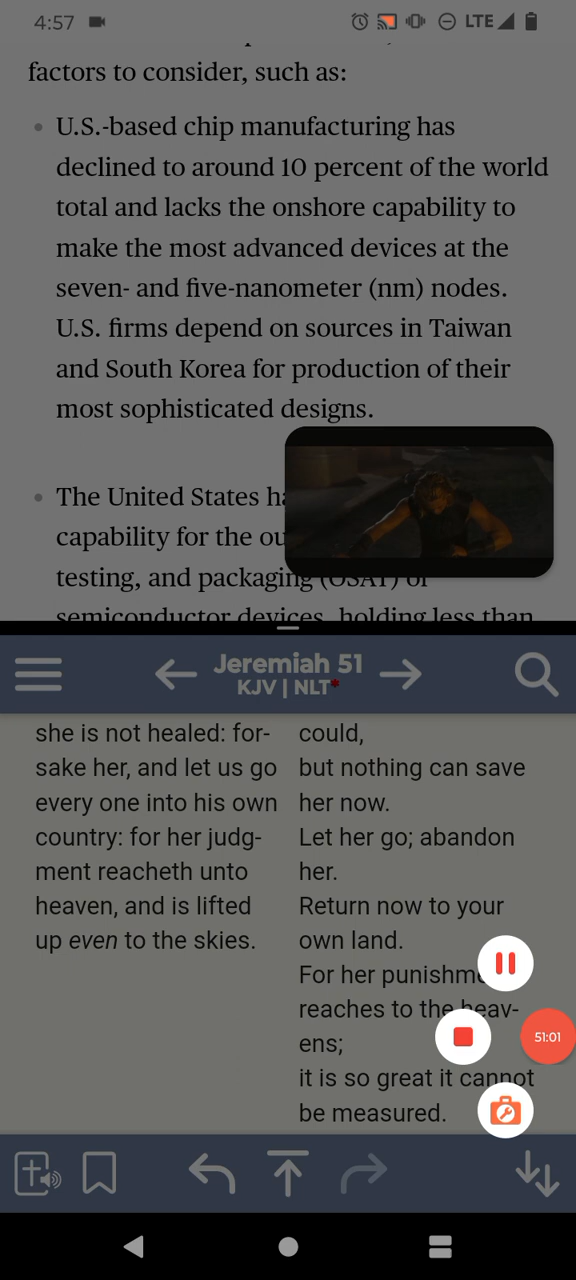 4:57
LTE
factors to consider, such as:
• U.S.-based chip manufacturing has
declined to around 10 percent of the world
total and lacks the onshore capability to
make the most advanced devices at the
seven- and five-nanometer (nm) nodes.
U.S. firms depend on sources in Taiwan
and South Korea for production of their
most sophisticated designs.
• The United States ha
capability for the ou
testing, and packaging (OSAT) of
semiconductor devices, holding less than
Jeremiah 51
KJV | NLT*
she is not healed: for-
sake her, and let us go
every one into his own
country: for her judg-
ment reacheth unto
heaven, and is lifted
up even to the skies.
could,
but nothing can save
her now.
Let her go; abandon
her.
Return now to your
own land.
For her punishme
reaches to the heav-
ens;
it is so great it cannot
be measured.
51:01